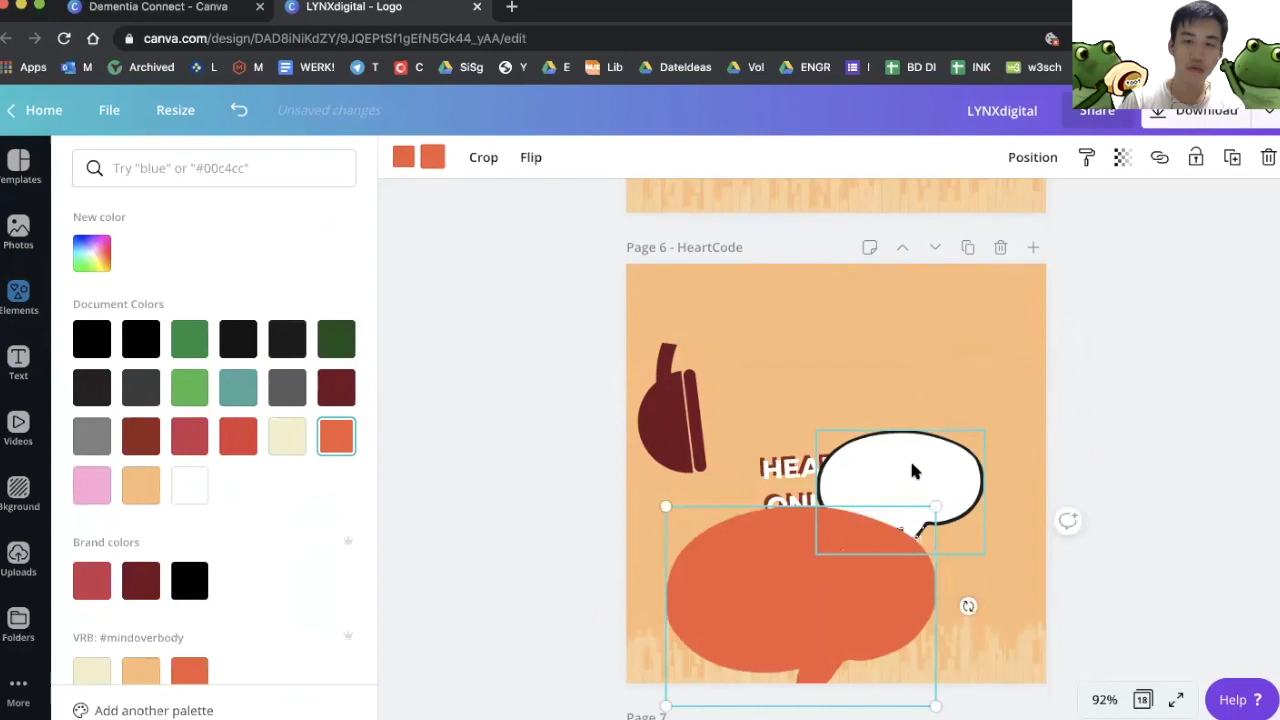 Dementia Connect - Canva
LYNXdigital - Logo
canva.com/design/DAD8iNiKdZY/9JQEPtSf1gEfN5Gk44_yAA/edit
Apps M Archived L M WERK! T C S Y E Lib DateIdeas Vol ENGR I BD DI INK w3sch
Home File Resize Unsaved changes LYNXdigital Share Download
Try "blue" or "#00c4cc"
Crop Flip Position
Templates
Photos
Elements
Text
Videos
Bkground
Uploads
Folders
More
New color
Document Colors
Brand colors
VRB: #mindoverbody
Add another palette
Page 6 - HeartCode
HEA
Page 7
92% 18 Help ?